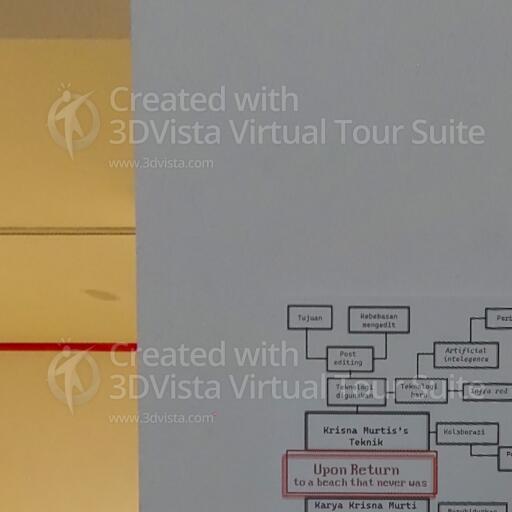 Created with
3DVista Virtual Tour Suite
www.3dvista.com
Tujuan
Kebebasan
mengedit
Post
editing
Artificial
intelegence
Teknologi
digunakan
Teknologi
baru
Infra red
Created with
3DVista Virtual Tour Suite
www.3dvista.com
Krisna Murtis's
Teknik
Kolaborasi
Upon Return
to a beach that never was
Karya Krisna Murti